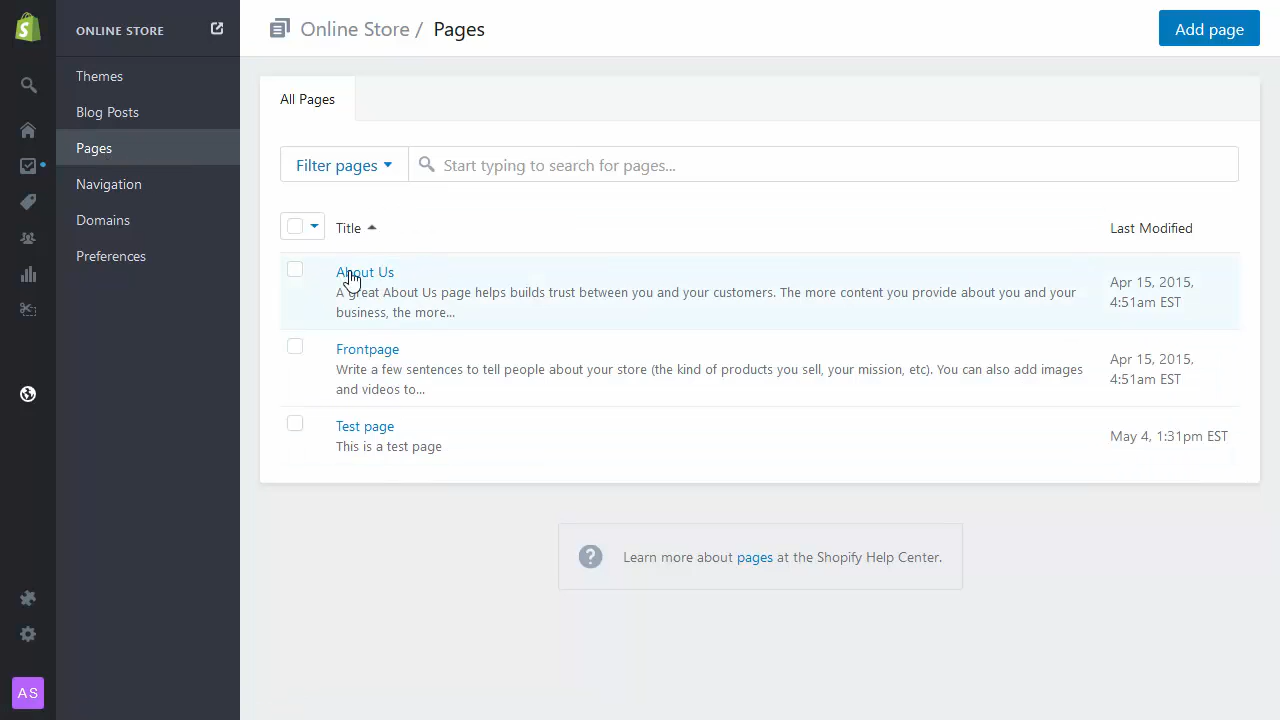 ONLINE STORE
Themes
Blog Posts
Pages
Navigation
Domains
Preferences
AS
Online Store / Pages
Add page
All Pages
Filter pages
Start typing to search for pages...
Title
Last Modified
About Us
A great About Us page helps builds trust between you and your customers. The more content you provide about you and your
business, the more...
Apr 15, 2015,
4:51am EST
Frontpage
Write a few sentences to tell people about your store (the kind of products you sell, your mission, etc). You can also add images
and videos to...
Apr 15, 2015,
4:51am EST
Test page
This is a test page
May 4, 1:31pm EST
? Learn more about pages at the Shopify Help Center.